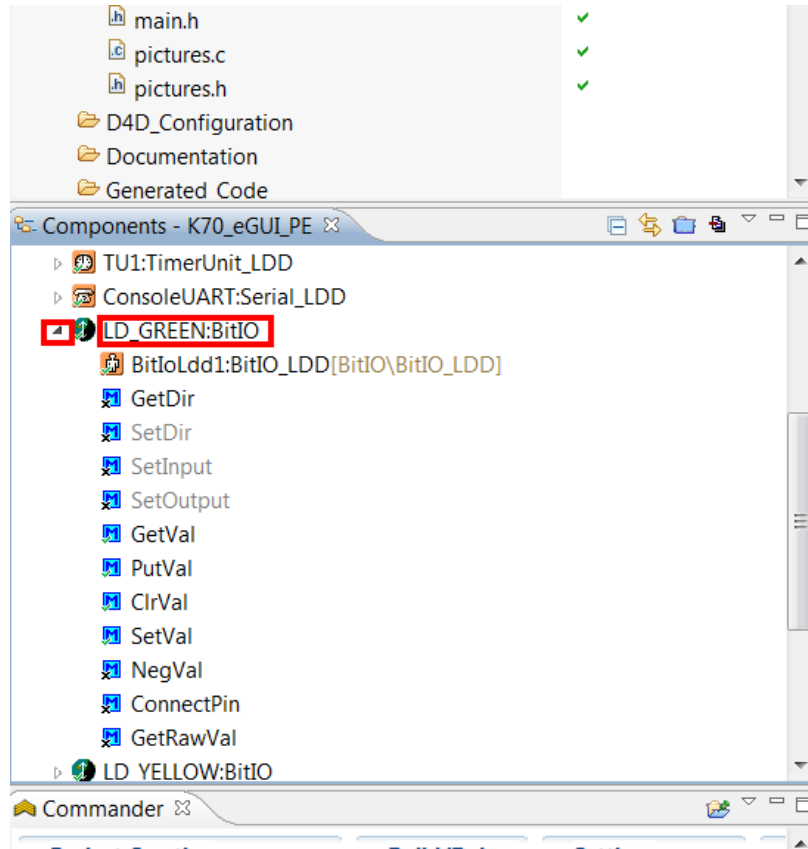 main.h
pictures.c
pictures.h
D4D_Configuration
Documentation
Generated_Code
Components - K70_eGUI_PE
TU1:TimerUnit_LDD
ConsoleUART:Serial_LDD
LD_GREEN:BitIO
BitIoLdd1:BitIO_LDD[BitIO\BitIO_LDD]
GetDir
SetDir
SetInput
SetOutput
GetVal
PutVal
ClrVal
SetVal
NegVal
ConnectPin
GetRawVal
LD_YELLOW:BitIO
Commander